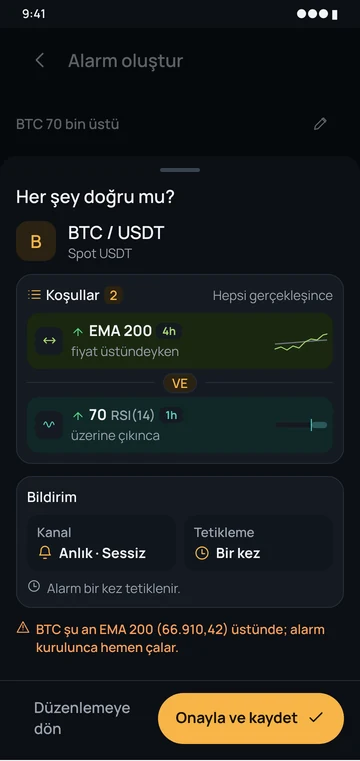 9:41
Alarm oluştur
BTC 70 bin üstü
Her şey doğru mu?
B
BTC / USDT
Spot USDT
Koşullar 2
Hepsi gerçekleşince
↑ EMA 200 4h
fiyat üstündeyken
VE
↑ 70 RSI(14) 1h
üzerine çıkınca
Bildirim
Kanal
Anlık · Sessiz
Tetikleme
Bir kez
Alarm bir kez tetiklenir.
BTC şu an EMA 200 (66.910,42) üstünde; alarm
kurulunca hemen çalar.
Düzenlemeye
dön
Onayla ve kaydet